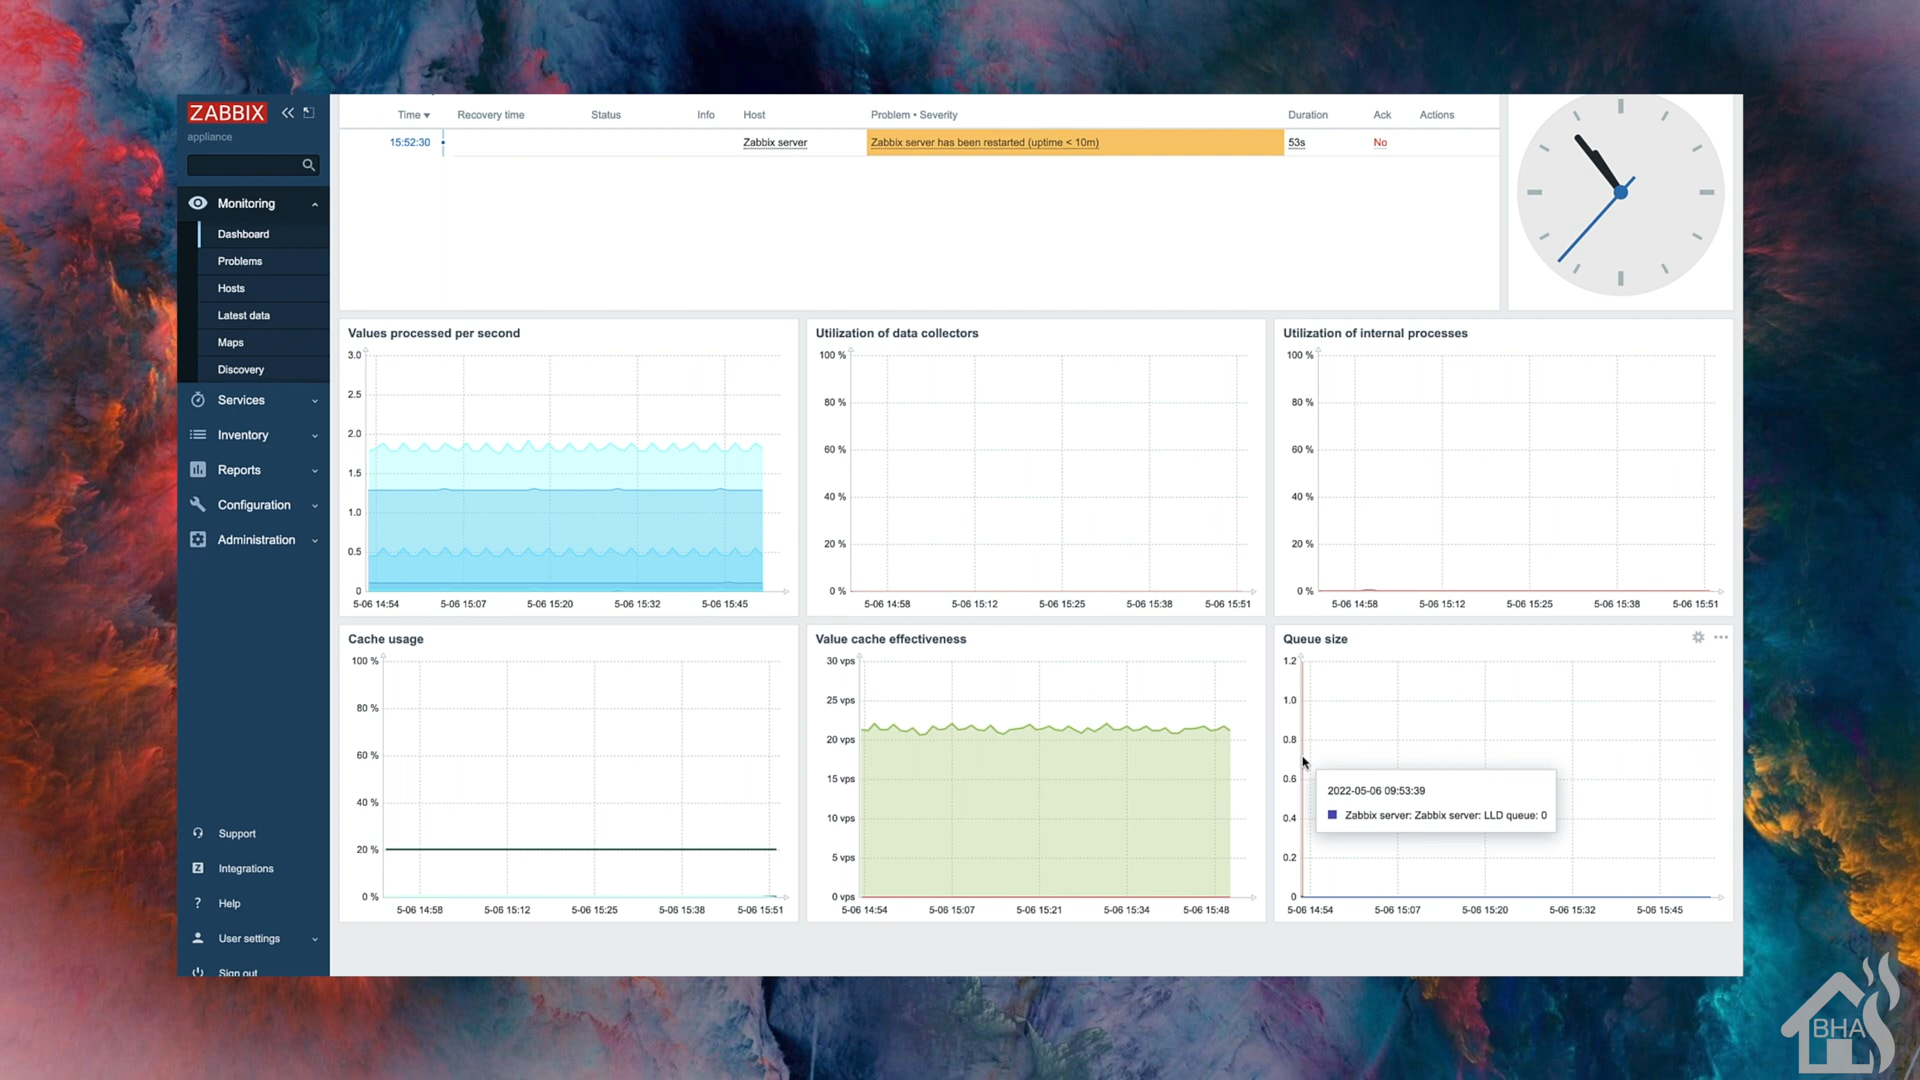 ZABBIX
appliance
Monitoring
Dashboard
Problems
Hosts
Latest data
Maps
Discovery
Services
Inventory
Reports
Configuration
Administration
Support
Integrations
Help
User settings
Sign out
Time Recovery time Status Info Host Problem • Severity Duration Ack Actions
15:52:30 Zabbix server Zabbix server has been restarted (uptime < 10m) 53s No
Values processed per second
3.0
2.5
2.0
1.5
1.0
0.5
0
5-06 14:54 5-06 15:07 5-06 15:20 5-06 15:32 5-06 15:45
Utilization of data collectors
100 %
80 %
60 %
40 %
20 %
0 %
5-06 14:58 5-06 15:12 5-06 15:25 5-06 15:38 5-06 15:51
Utilization of internal processes
100 %
80 %
60 %
40 %
20 %
0 %
5-06 14:58 5-06 15:12 5-06 15:25 5-06 15:38 5-06 15:51
Cache usage
100 %
80 %
60 %
40 %
20 %
0 %
5-06 14:58 5-06 15:12 5-06 15:25 5-06 15:38 5-06 15:51
Value cache effectiveness
30 vps
25 vps
20 vps
15 vps
10 vps
5 vps
0 vps
5-06 14:54 5-06 15:07 5-06 15:21 5-06 15:34 5-06 15:48
Queue size
1.2
1.0
0.8
0.6
0.4
0.2
0
5-06 14:54 5-06 15:07 5-06 15:20 5-06 15:32 5-06 15:45
2022-05-06 09:53:39
Zabbix server: Zabbix server: LLD queue: 0
BHA